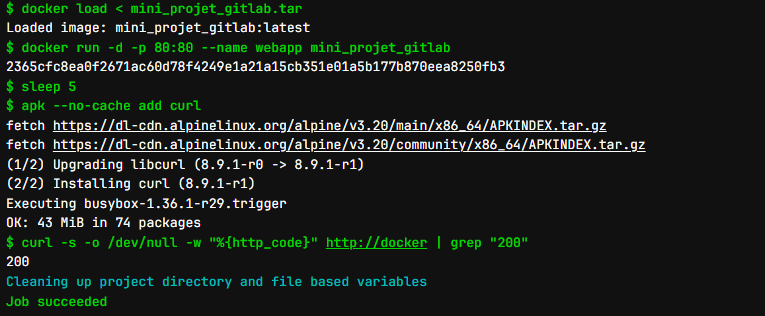 $ docker load < mini_projet_gitlab.tar
Loaded image: mini_projet_gitlab:latest
$ docker run -d -p 80:80 --name webapp mini_projet_gitlab
2365cfc8ea0f2671ac60d78f4249e1a21a15cb351e01a5b177b870eea8250fb3
$ sleep 5
$ apk --no-cache add curl
fetch https://dl-cdn.alpinelinux.org/alpine/v3.20/main/x86_64/APKINDEX.tar.gz
fetch https://dl-cdn.alpinelinux.org/alpine/v3.20/community/x86_64/APKINDEX.tar.gz
(1/2) Upgrading libcurl (8.9.1-r0 -> 8.9.1-r1)
(2/2) Installing curl (8.9.1-r1)
Executing busybox-1.36.1-r29.trigger
OK: 43 MiB in 74 packages
$ curl -s -o /dev/null -w "%{http_code}" http://docker | grep "200"
200
Cleaning up project directory and file based variables
Job succeeded